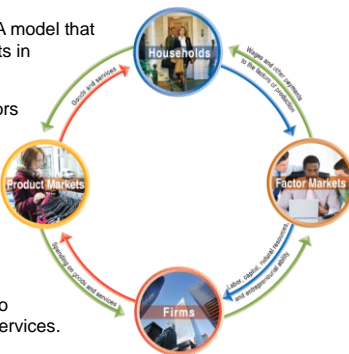 A model that
ts in
ors
o
ervices.
Households
Goods and services
Wages and other payments
to the factors of production
Product Markets
Factor Markets
Spending on goods and services
Labor, capital, natural resources,
and entrepreneurial ability
Firms